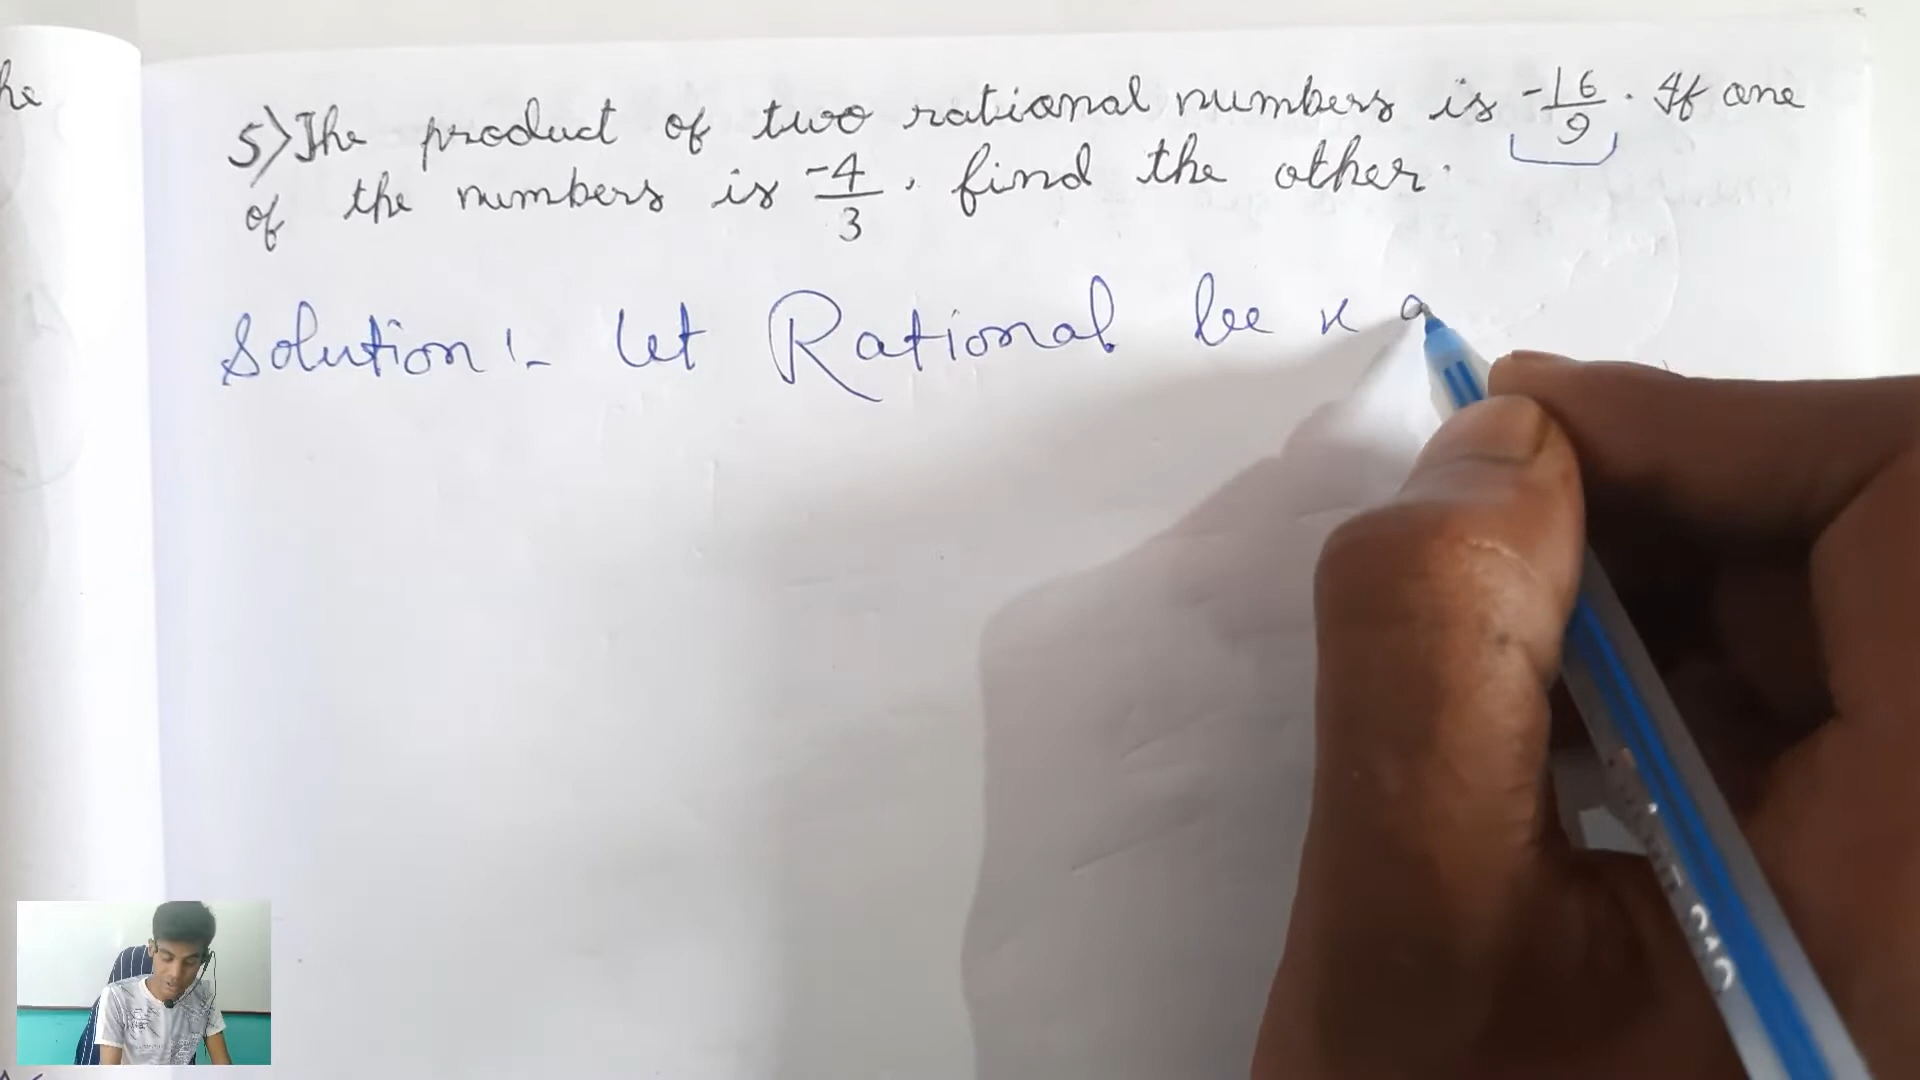 he
5) The product of two rational numbers is -16/9. If one
of the numbers is -4/3, find the other.
Solution:- let Rational be x a